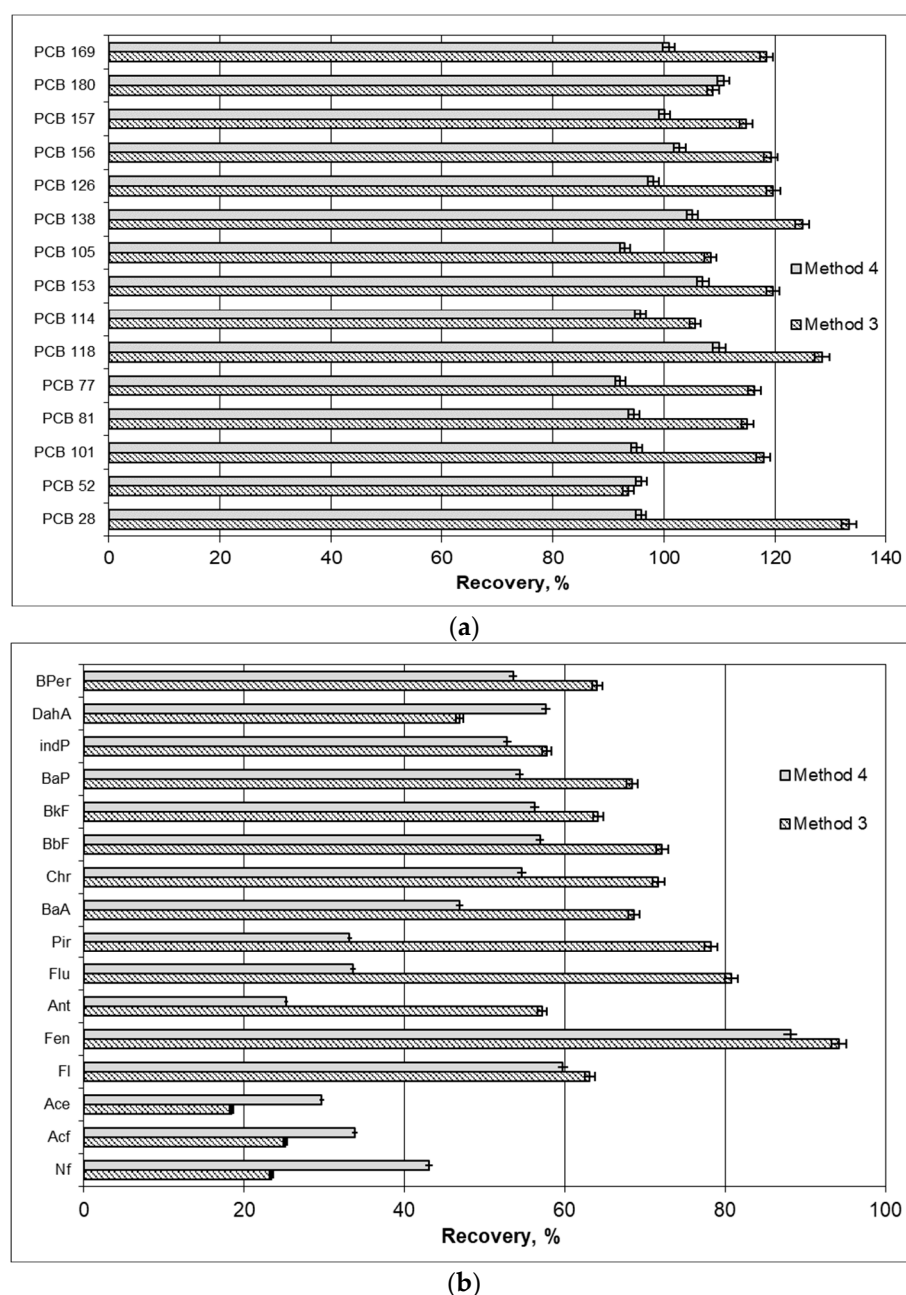 PCB 169
PCB 180
PCB 157
PCB 156
PCB 126
PCB 138
PCB 105
PCB 153
PCB 114
PCB 118
PCB 77
PCB 81
PCB 101
PCB 52
PCB 28
Method 4
Method 3
0 20 40 60 80 100 120 140
Recovery, %
(a)
BPer
DahA
indP
BaP
BkF
BbF
Chr
BaA
Pir
Flu
Ant
Fen
Fl
Ace
Acf
Nf
Method 4
Method 3
0 20 40 60 80 100
Recovery, %
(b)